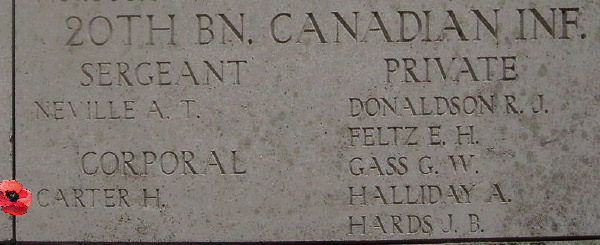 20TH BN. CANADIAN INF.
SERGEANT
NEVILLE A. T.
CORPORAL
CARTER H.
PRIVATE
DONALDSON R. J.
FELTZ E. H.
GASS G. W.
HALLIDAY A.
HARDS J. B.